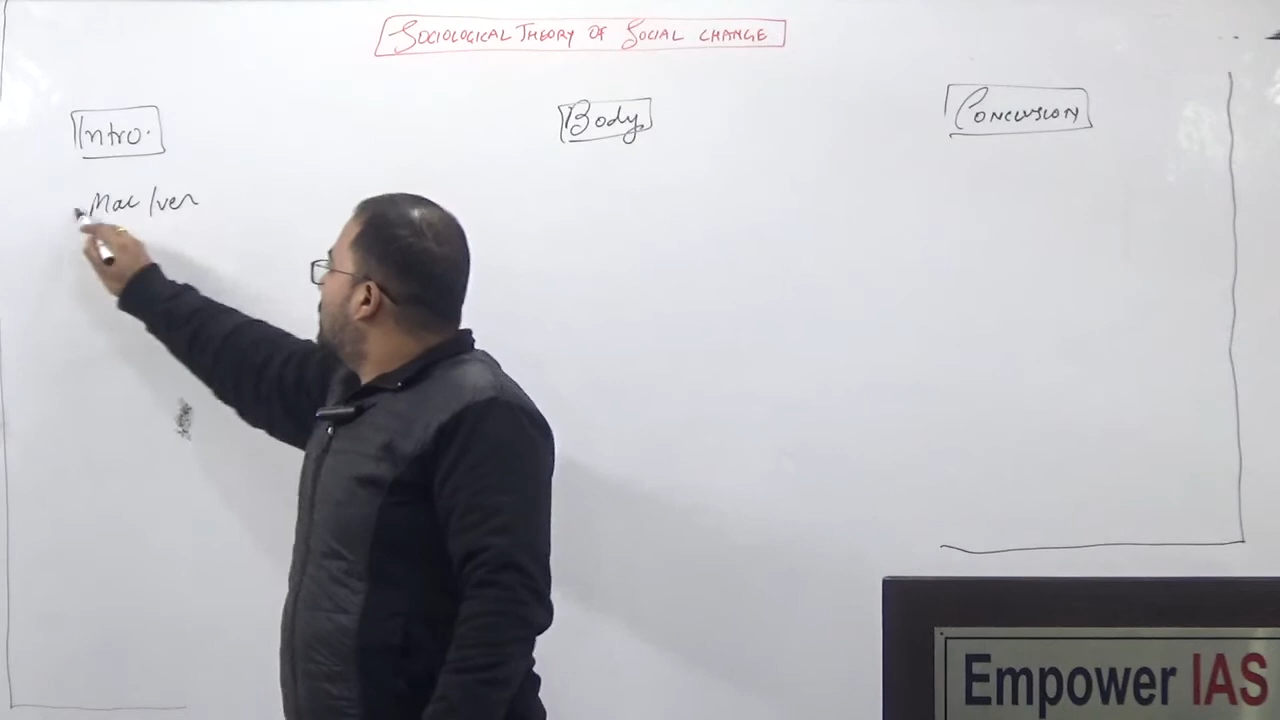 SOCIOLOGICAL THEORY OF SOCIAL CHANGE
Intro.
Body
CONCLUSION
Mac Iver
Empower IAS